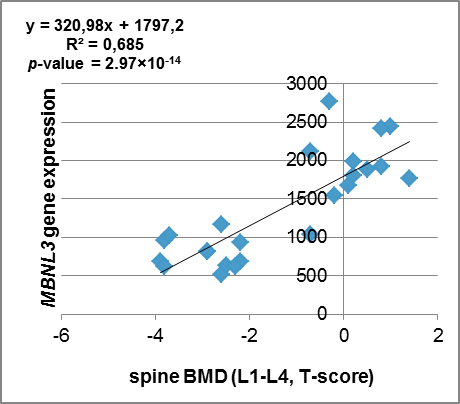 y = 320,98x + 1797,2
R² = 0,685
p-value = 2.97×10⁻¹⁴
MBNL3 gene expression
3000
2500
2000
1500
1000
500
0
-6 -4 -2 0 2
spine BMD (L1-L4, T-score)